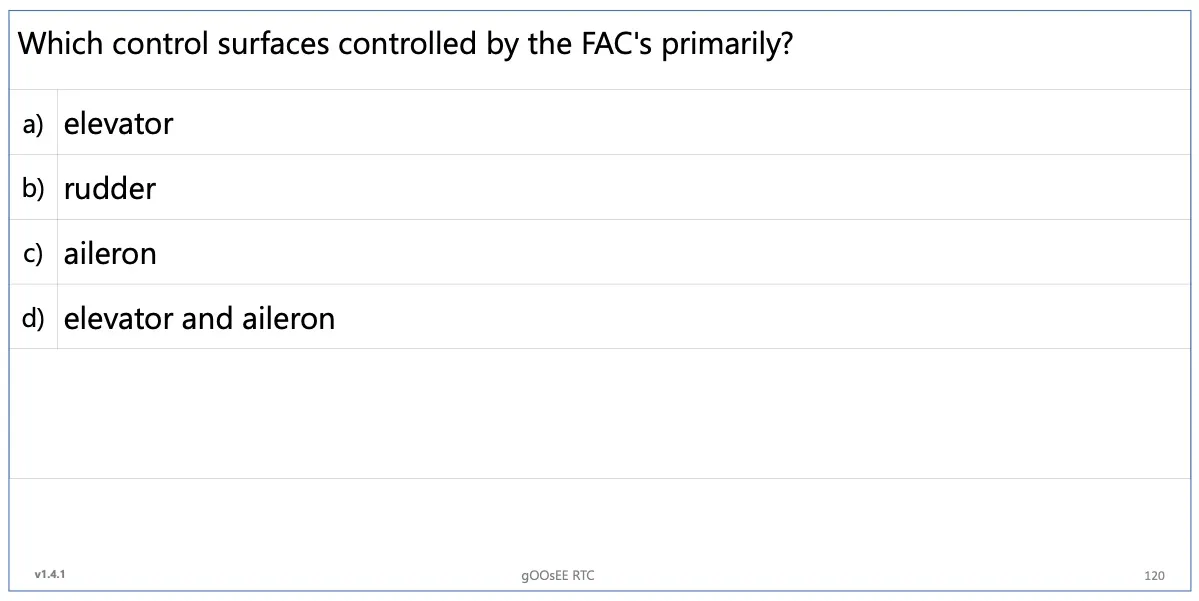 Which control surfaces controlled by the FAC's primarily?
a) elevator
b) rudder
c) aileron
d) elevator and aileron
v1.4.1 gOOsEE RTC 120